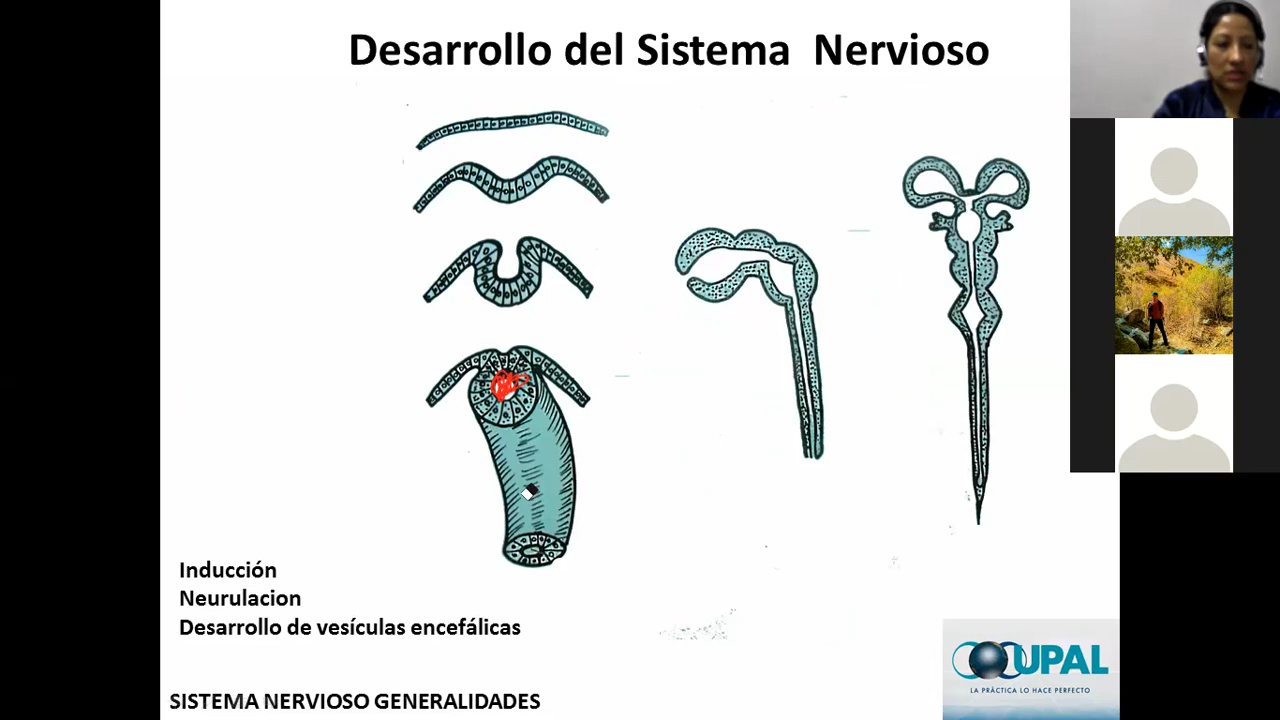 Desarrollo del Sistema  Nervioso
Inducción
Neurulacion
Desarrollo de vesículas encefálicas
SISTEMA NERVIOSO GENERALIDADES
UPAL
LA PRÁCTICA LO HACE PERFECTO